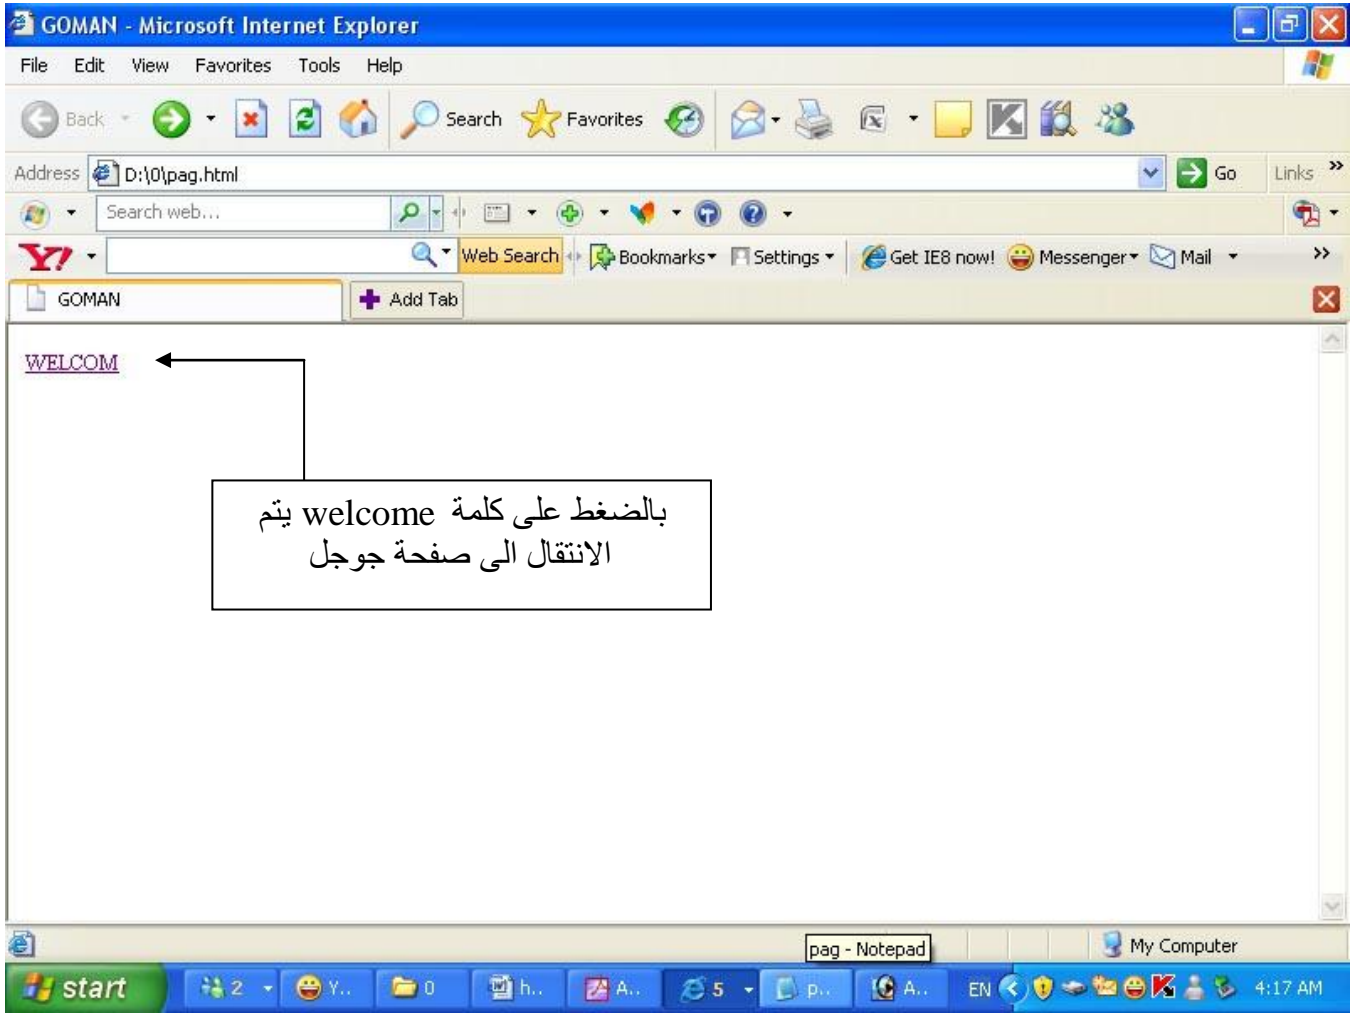 GOMAN - Microsoft Internet Explorer
File Edit View Favorites Tools Help
Back Search Favorites
Address D:\0\pag.html Go Links »
Search web...
Y! Web Search Bookmarks Settings Get IE8 now! Messenger Mail »
GOMAN Add Tab
WELCOM
بالضغط على كلمة welcome يتم
الانتقال الى صفحة جوجل
pag - Notepad My Computer
start 2 Y.. 0 h.. A.. 5 p.. A.. EN 4:17 AM